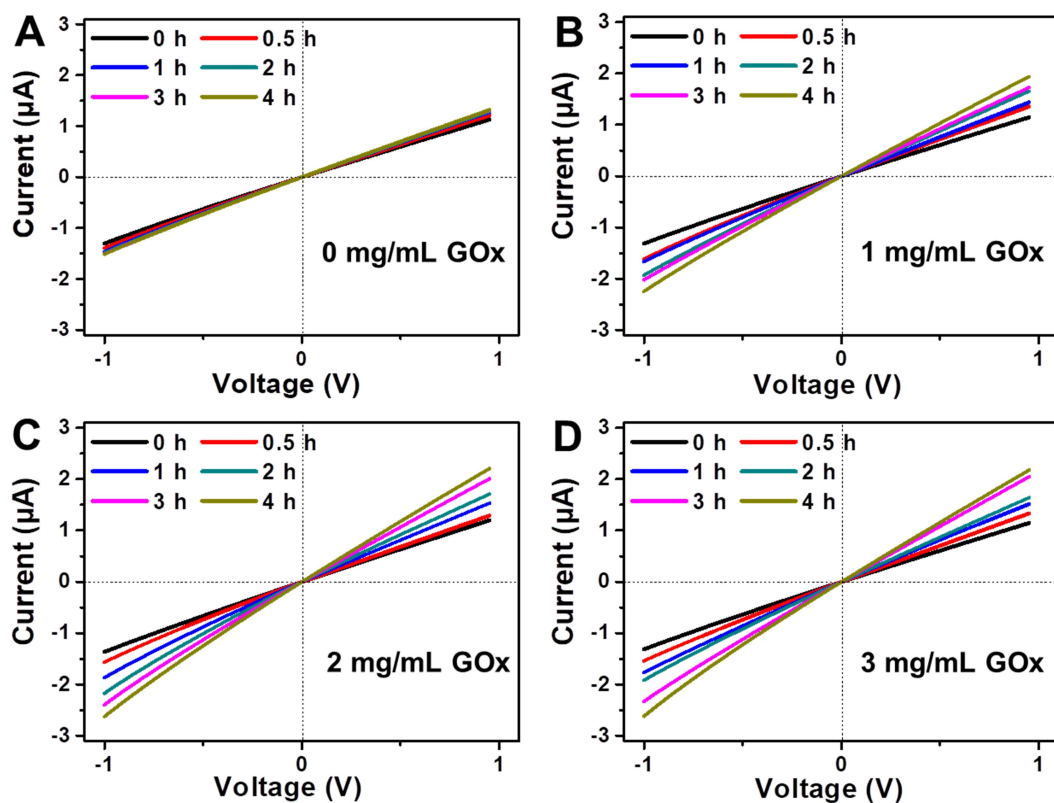 A
3
2
1
0
-1
-2
-3
Current (μA)
0 h 0.5 h
1 h 2 h
3 h 4 h
0 mg/mL GOx
-1 0 1
Voltage (V)
B
3
2
1
0
-1
-2
-3
Current (μA)
0 h 0.5 h
1 h 2 h
3 h 4 h
1 mg/mL GOx
-1 0 1
Voltage (V)
C
3
2
1
0
-1
-2
-3
Current (μA)
0 h 0.5 h
1 h 2 h
3 h 4 h
2 mg/mL GOx
-1 0 1
Voltage (V)
D
3
2
1
0
-1
-2
-3
Current (μA)
0 h 0.5 h
1 h 2 h
3 h 4 h
3 mg/mL GOx
-1 0 1
Voltage (V)